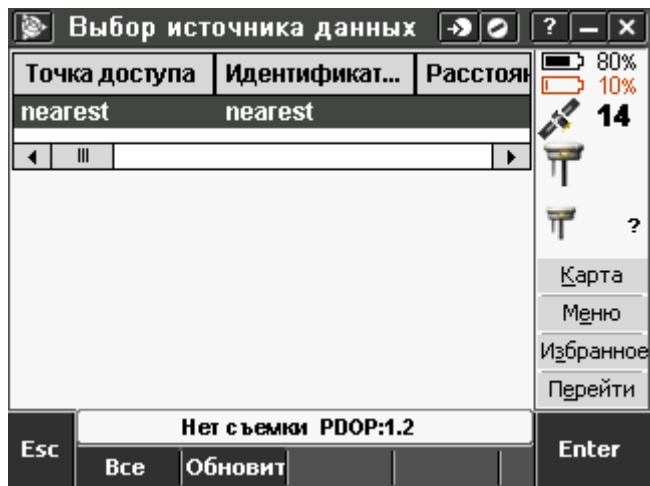 Выбор источника данных ? – x
Точка доступа Идентификат... Расстоян
80%
10%
nearest nearest
14
?
Карта
Меню
Избранное
Перейти
Нет съемки PDOP:1.2
Esc Все Обновит Enter